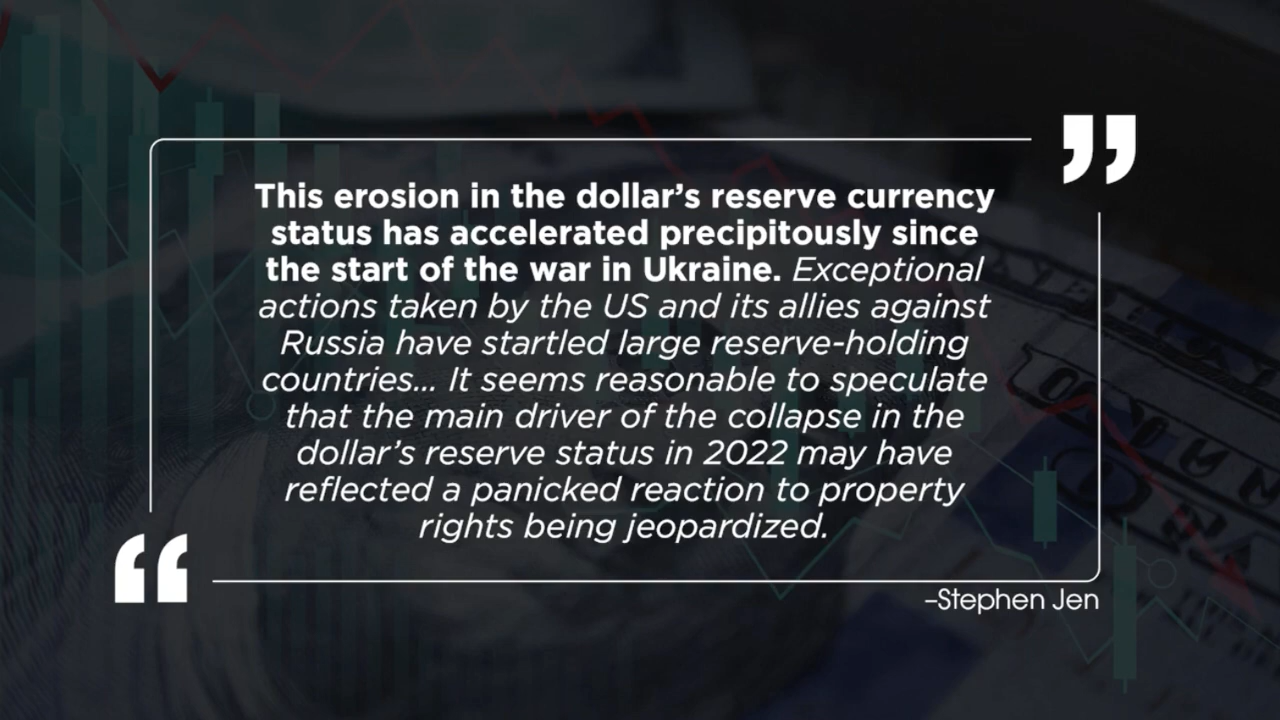 ”
This erosion in the dollar’s reserve currency
status has accelerated precipitously since
the start of the war in Ukraine. Exceptional
actions taken by the US and its allies against
Russia have startled large reserve-holding
countries... It seems reasonable to speculate
that the main driver of the collapse in the
dollar’s reserve status in 2022 may have
reflected a panicked reaction to property
rights being jeopardized.
“
–Stephen Jen